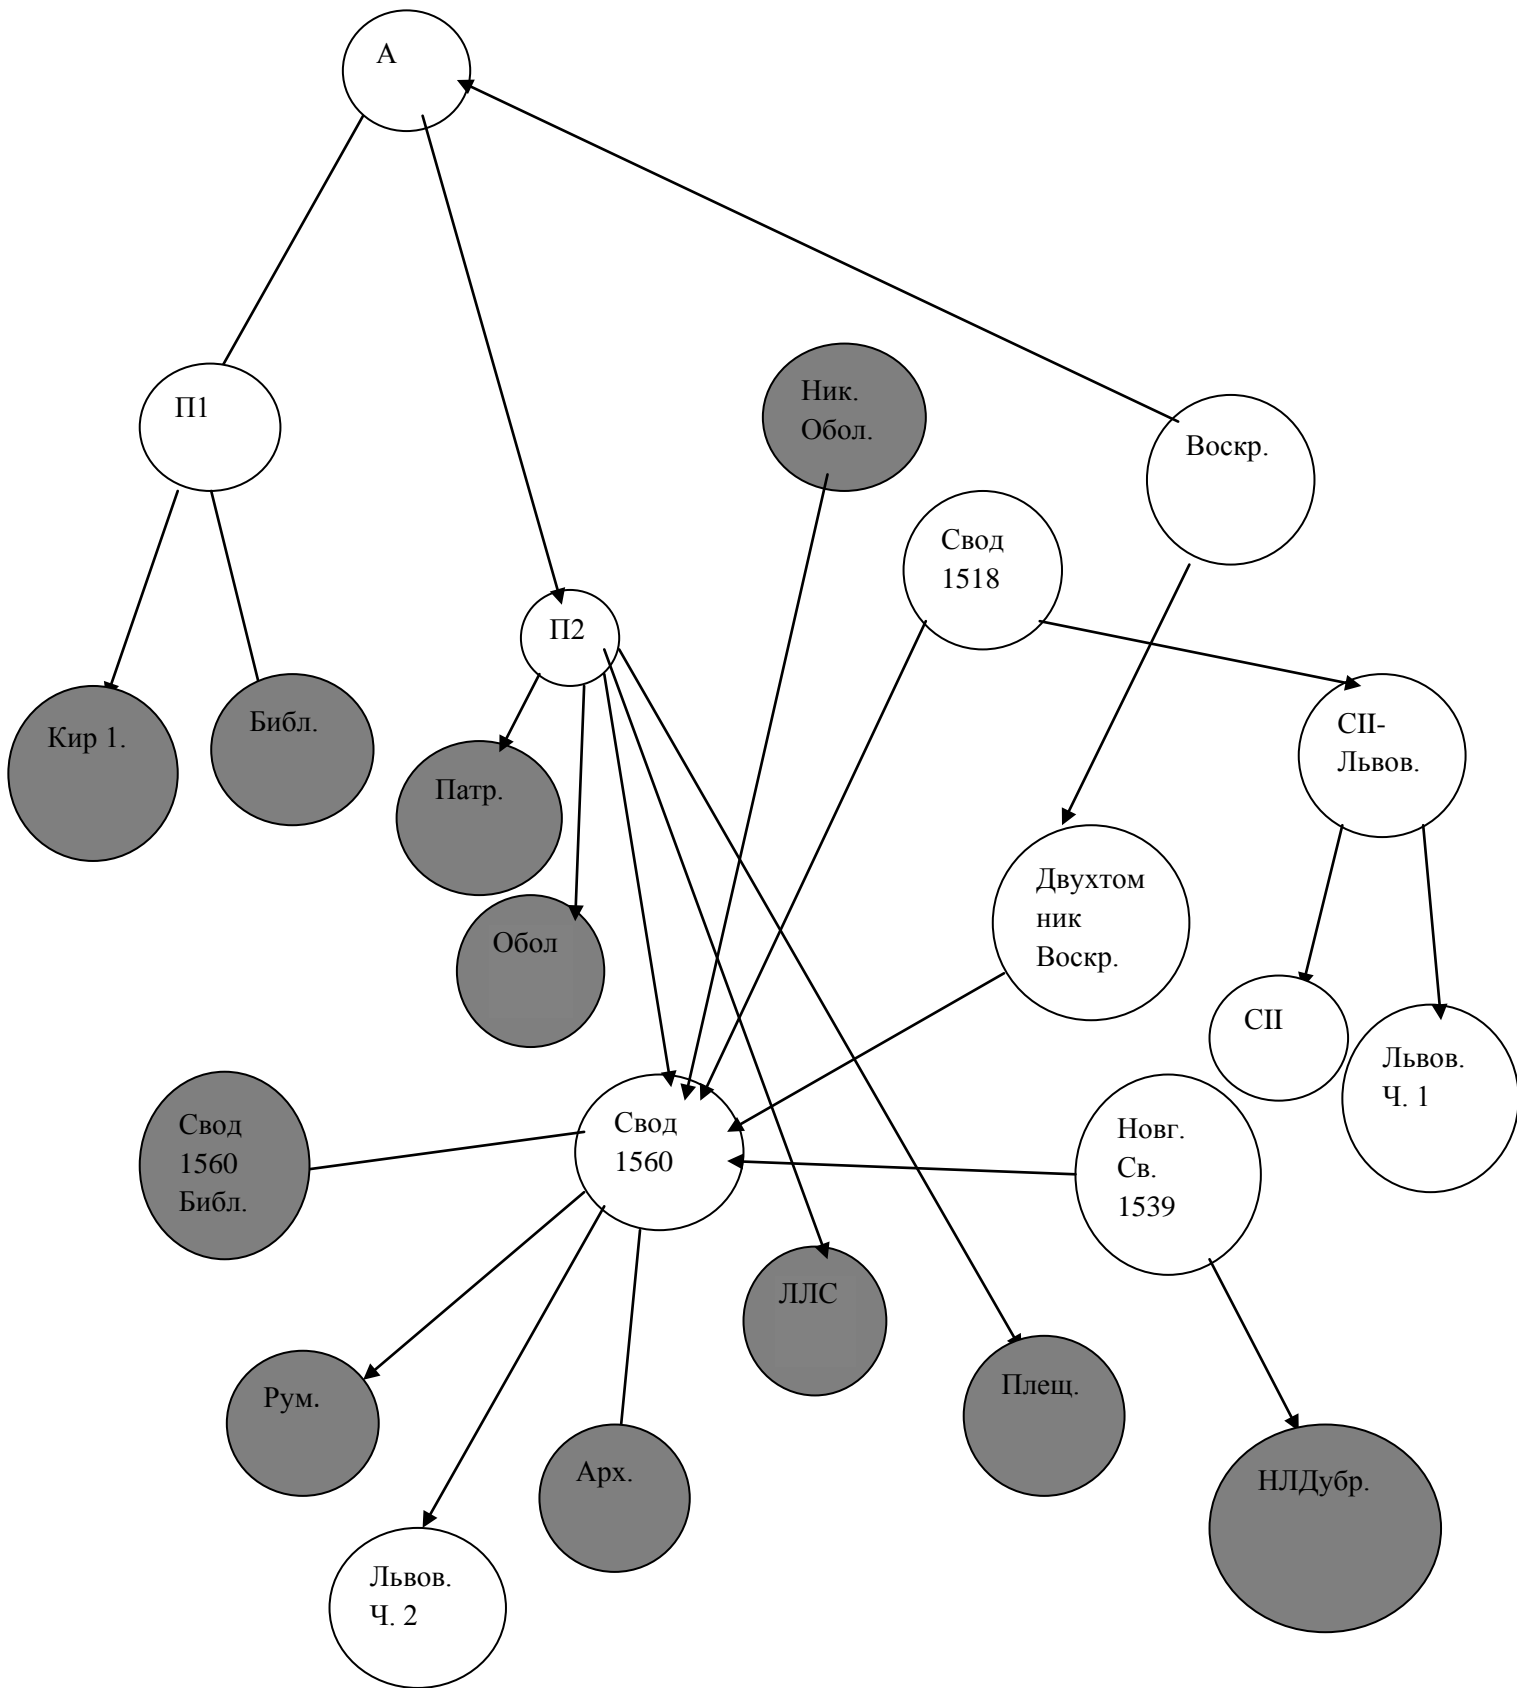 А
П1
Ник.
Обол.
Воскр.
Свод
1518
П2
Кир 1.
Библ.
СII-
Львов.
Патр.
Обол
Двухтом
ник
Воскр.
СII
Львов.
Ч. 1
Свод
1560
Библ.
Свод
1560
Новг.
Св.
1539
ЛЛС
Рум.
Плещ.
Арх.
НЛДубр.
Львов.
Ч. 2